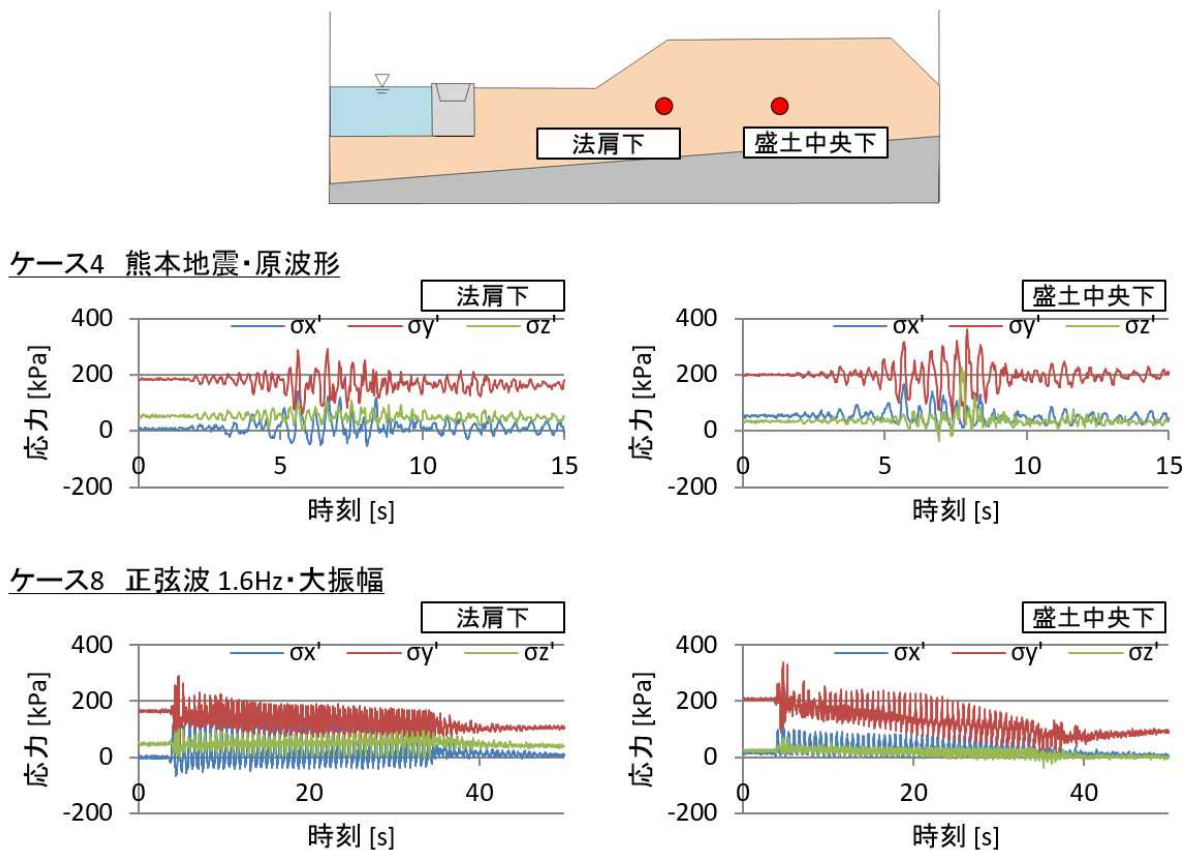 法肩下 盛土中央下
ケース4 熊本地震・原波形
法肩下
400
200
0
-200
0 5 10 15
σx' σy' σz'
応力 [kPa]
時刻 [s]
盛土中央下
400
200
0
-200
0 5 10 15
σx' σy' σz'
応力 [kPa]
時刻 [s]
ケース8 正弦波 1.6Hz・大振幅
法肩下
400
200
0
-200
0 20 40
σx' σy' σz'
応力 [kPa]
時刻 [s]
盛土中央下
400
200
0
-200
0 20 40
σx' σy' σz'
応力 [kPa]
時刻 [s]